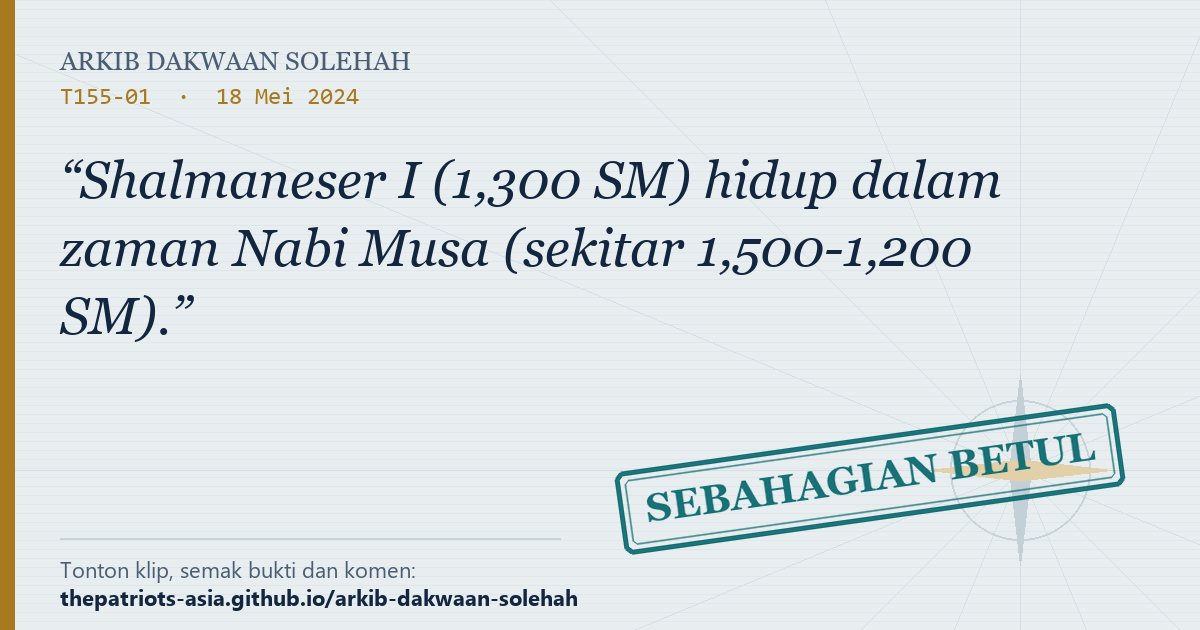 ARKIB DAKWAAN SOLEHAH
T155-01 · 18 Mei 2024
“Shalmaneser I (1,300 SM) hidup dalam
zaman Nabi Musa (sekitar 1,500-1,200
SM).”
SEBAHAGIAN BETUL
Tonton klip, semak bukti dan komen:
thepatriots-asia.github.io/arkib-dakwaan-solehah